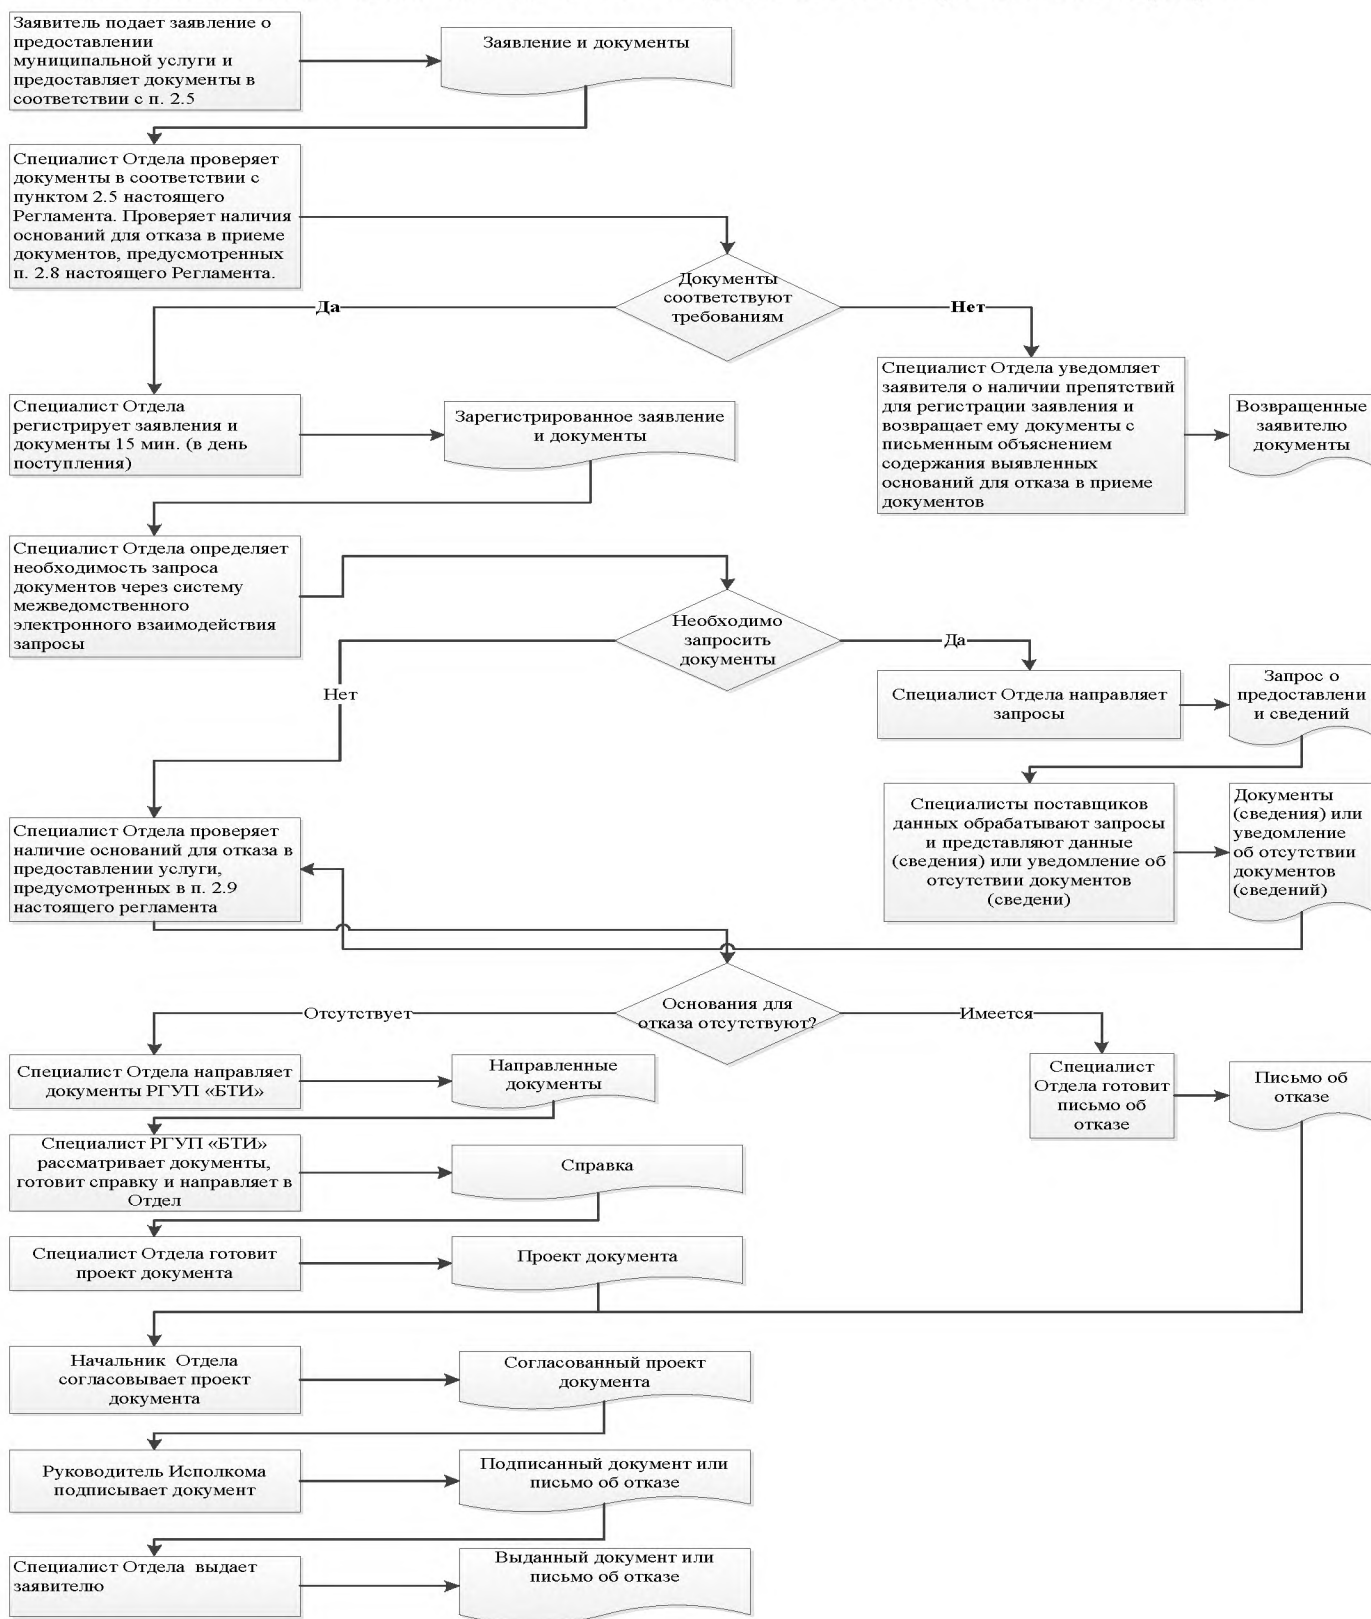 Заявитель подает заявление о
предоставлении
муниципальной услуги и
предоставляет документы в
соответствии с п. 2.5
Заявление и документы
Специалист Отдела проверяет
документы в соответствии с
пунктом 2.5 настоящего
Регламента. Проверяет наличия
оснований для отказа в приеме
документов, предусмотренных
п. 2.8 настоящего Регламента.
Документы
соответствуют
требованиям
Да
Нет
Специалист Отдела
регистрирует заявления и
документы 15 мин. (в день
поступления)
Зарегистрированное заявление
и документы
Специалист Отдела уведомляет
заявителя о наличии препятствий
для регистрации заявления и
возвращает ему документы с
письменным объяснением
содержания выявленных
оснований для отказа в приеме
документов
Возвращенные
заявителю
документы
Специалист Отдела определяет
необходимость запроса
документов через систему
межведомственного
электронного взаимодействия
запросы
Необходимо
запросить
документы
Да
Нет
Специалист Отдела направляет
запросы
Запрос о
предоставлени
и сведений
Специалисты поставщиков
данных обрабатывают запросы
и представляют данные
(сведения) или уведомление об
отсутствии документов
(сведени)
Документы
(сведения) или
уведомление
об отсутствии
документов
(сведений)
Специалист Отдела проверяет
наличие оснований для отказа в
предоставлении услуги,
предусмотренных в п. 2.9
настоящего регламента
Основания для
отказа отсутствуют?
Отсутствует
Имеется
Специалист Отдела направляет
документы РГУП «БТИ»
Направленные
документы
Специалист
Отдела готовит
письмо об
отказе
Письмо об
отказе
Специалист РГУП «БТИ»
рассматривает документы,
готовит справку и направляет в
Отдел
Справка
Специалист Отдела готовит
проект документа
Проект документа
Начальник Отдела
согласовывает проект
документа
Согласованный проект
документа
Руководитель Исполкома
подписывает документ
Подписанный документ или
письмо об отказе
Специалист Отдела выдает
заявителю
Выданный документ или
письмо об отказе